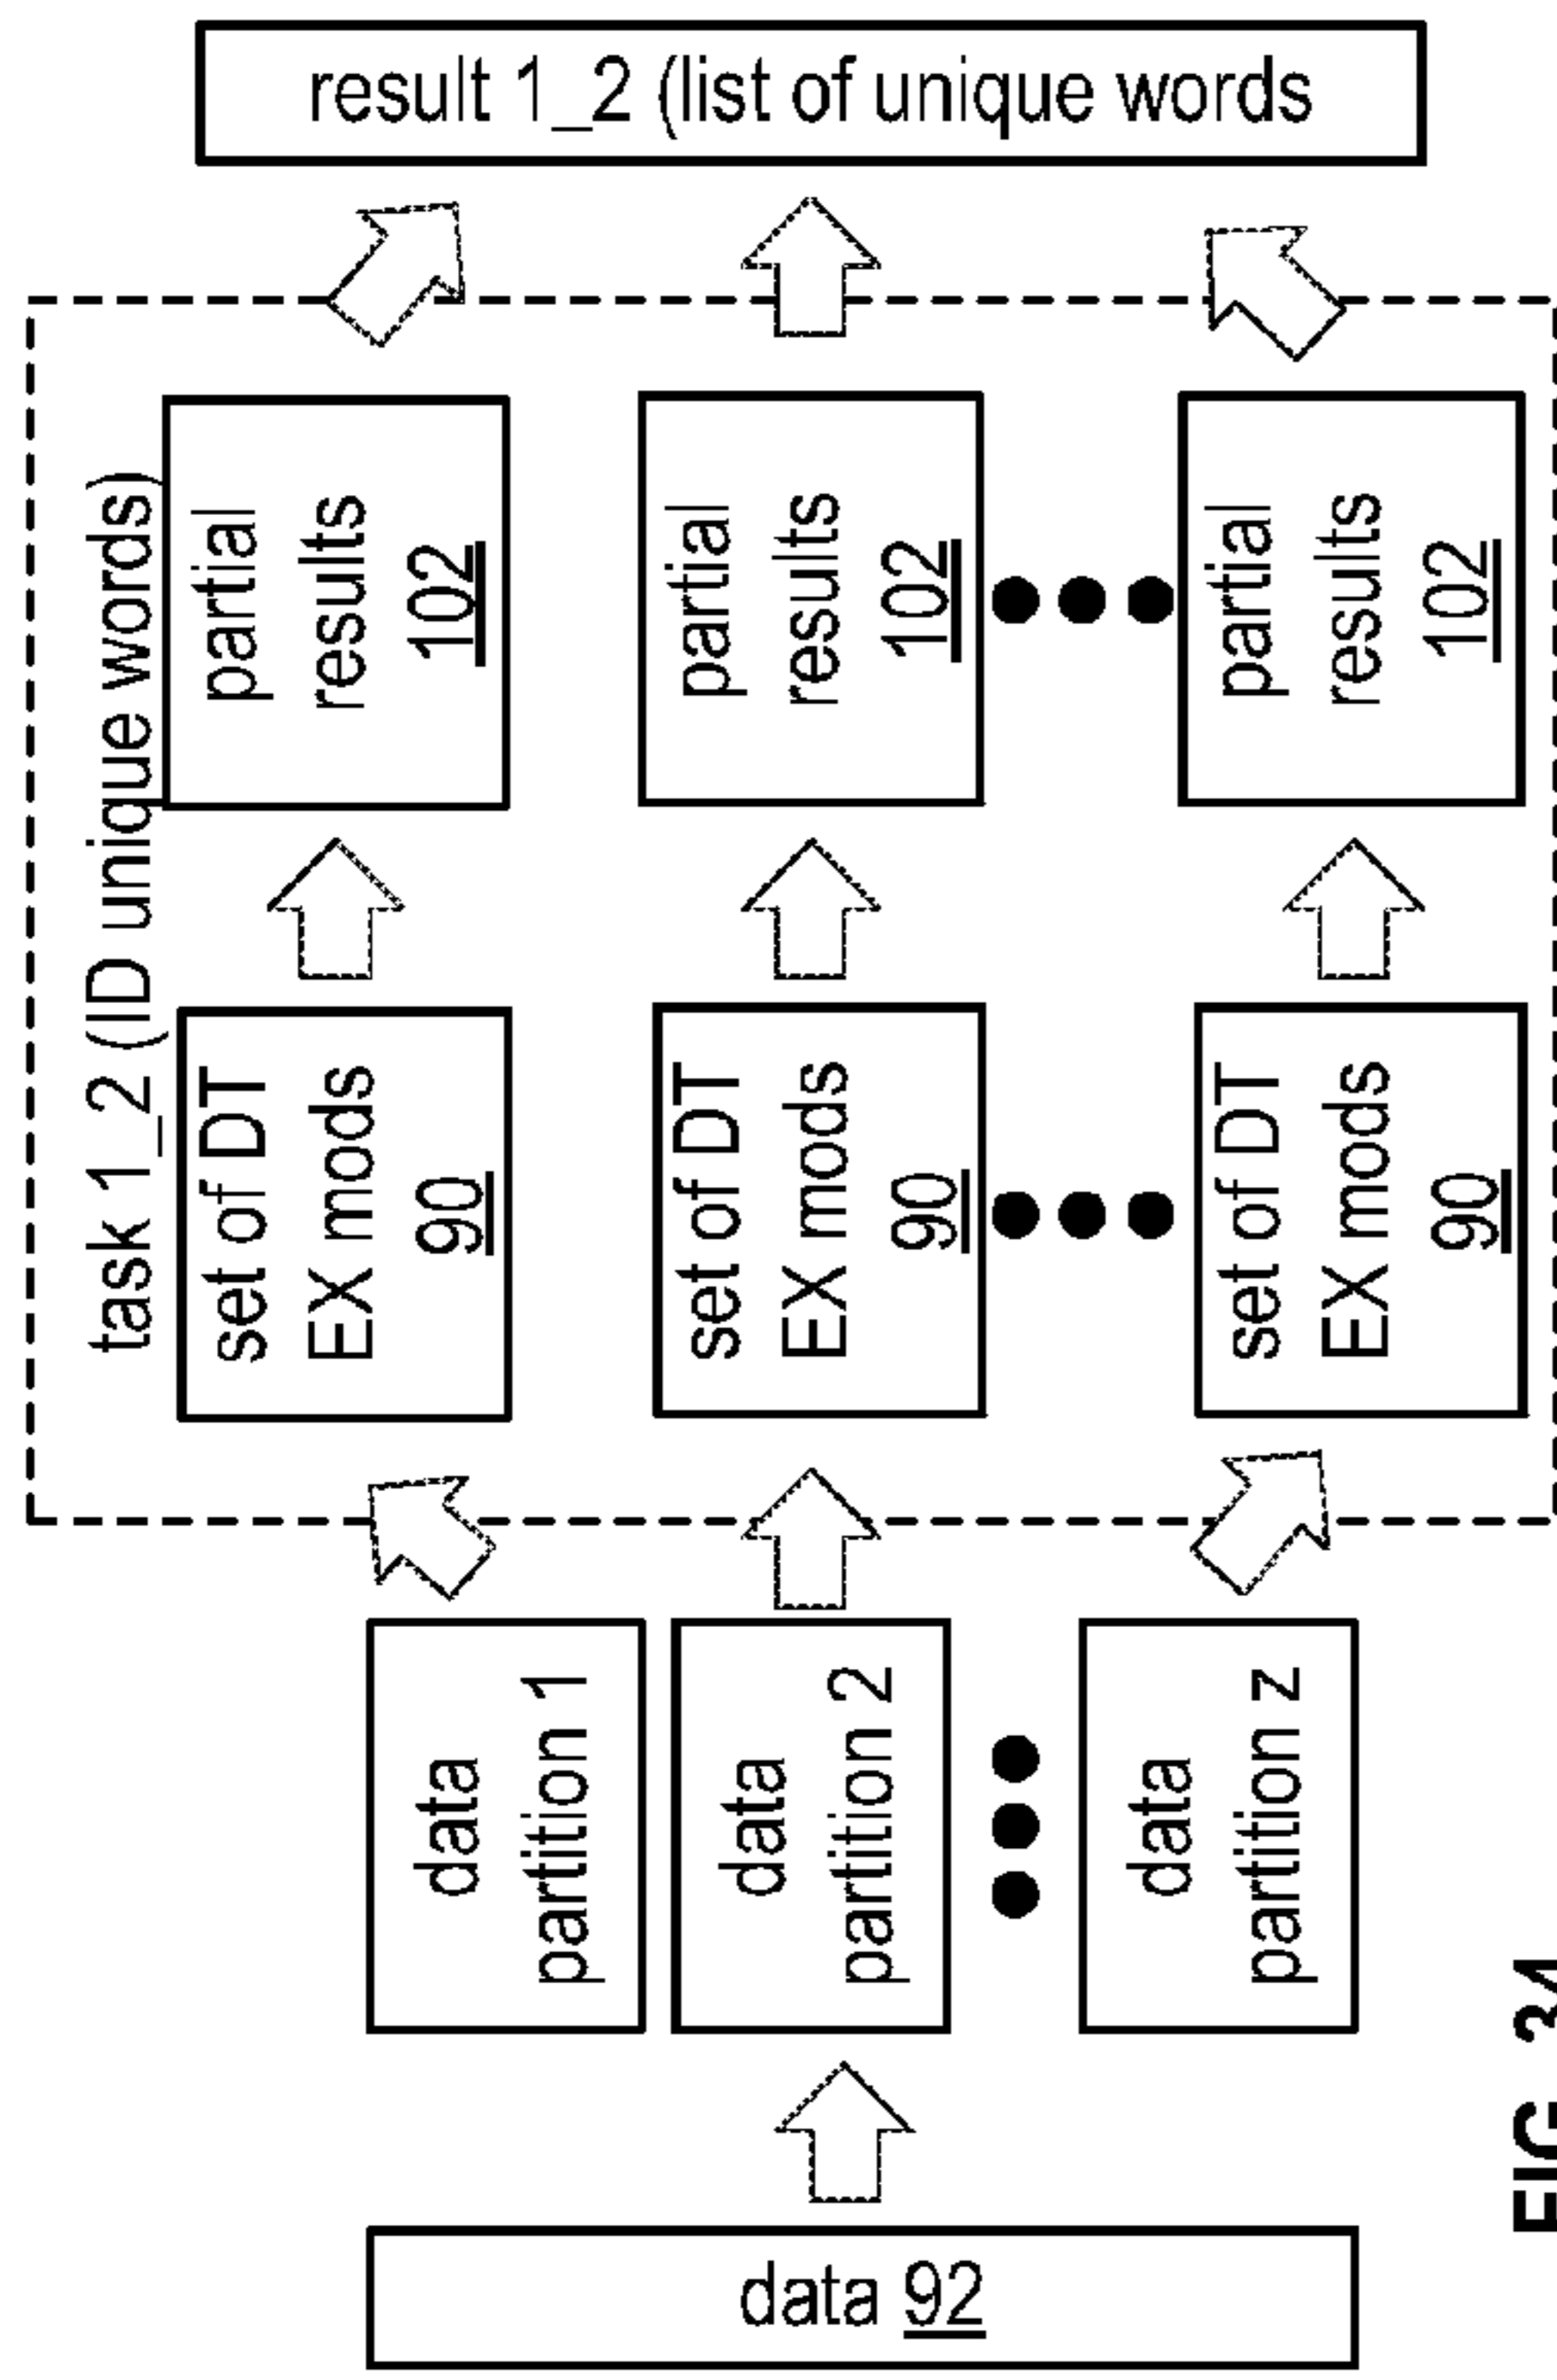 data 92
data
partition 1
data
partition 2
data
partition z
task 1_2 (ID unique words)
set of DT
EX mods
90
set of DT
EX mods
90
set of DT
EX mods
90
partial
results
102
partial
results
102
partial
results
102
result 1_2 (list of unique words
FIG. 34